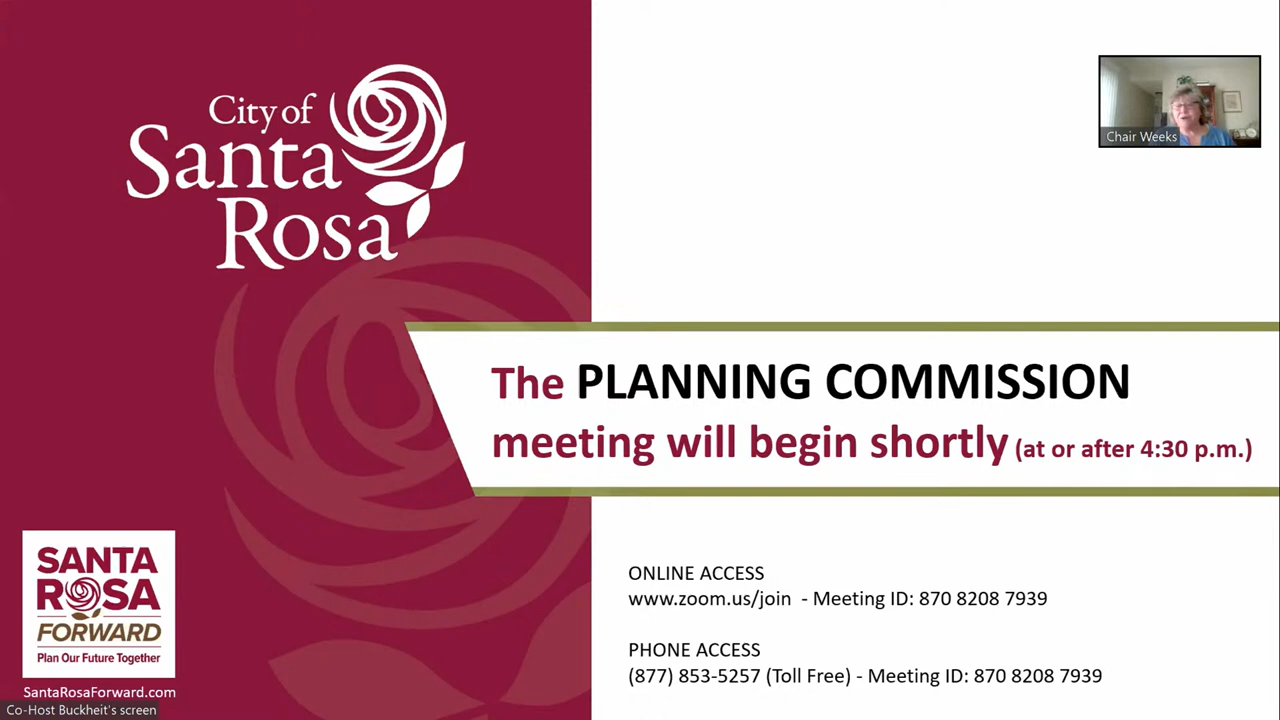 City of
Santa
Rosa
Chair Weeks
The PLANNING COMMISSION
meeting will begin shortly (at or after 4:30 p.m.)
SANTA
ROSA
FORWARD
Plan Our Future Together
SantaRosaForward.com
Co-Host Buckheit's screen
ONLINE ACCESS
www.zoom.us/join - Meeting ID: 870 8208 7939
PHONE ACCESS
(877) 853-5257 (Toll Free) - Meeting ID: 870 8208 7939